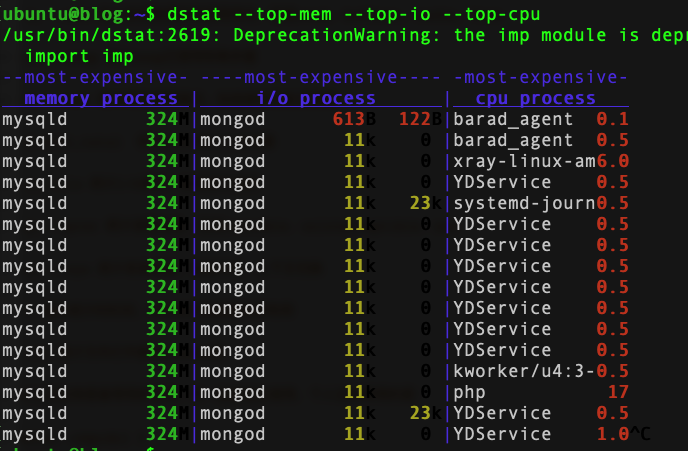 ubuntu@blog:~$ dstat --top-mem --top-io --top-cpu
/usr/bin/dstat:2619: DeprecationWarning: the imp module is depr
import imp
--most-expensive- ----most-expensive---- -most-expensive-
memory process | i/o process | cpu process
mysqld 324M|mongod 613B 122B|barad_agent 0.1
mysqld 324M|mongod 11k 0 |barad_agent 0.5
mysqld 324M|mongod 11k 0 |xray-linux-am6.0
mysqld 324M|mongod 11k 0 |YDService 0.5
mysqld 324M|mongod 11k 23k|systemd-journ0.5
mysqld 324M|mongod 11k 0 |YDService 0.5
mysqld 324M|mongod 11k 0 |YDService 0.5
mysqld 324M|mongod 11k 0 |YDService 0.5
mysqld 324M|mongod 11k 0 |YDService 0.5
mysqld 324M|mongod 11k 0 |YDService 0.5
mysqld 324M|mongod 11k 0 |YDService 0.5
mysqld 324M|mongod 11k 0 |kworker/u4:3-0.5
mysqld 324M|mongod 11k 0 |php 17
mysqld 324M|mongod 11k 23k|YDService 0.5
mysqld 324M|mongod 11k 0 |YDService 1.0^C